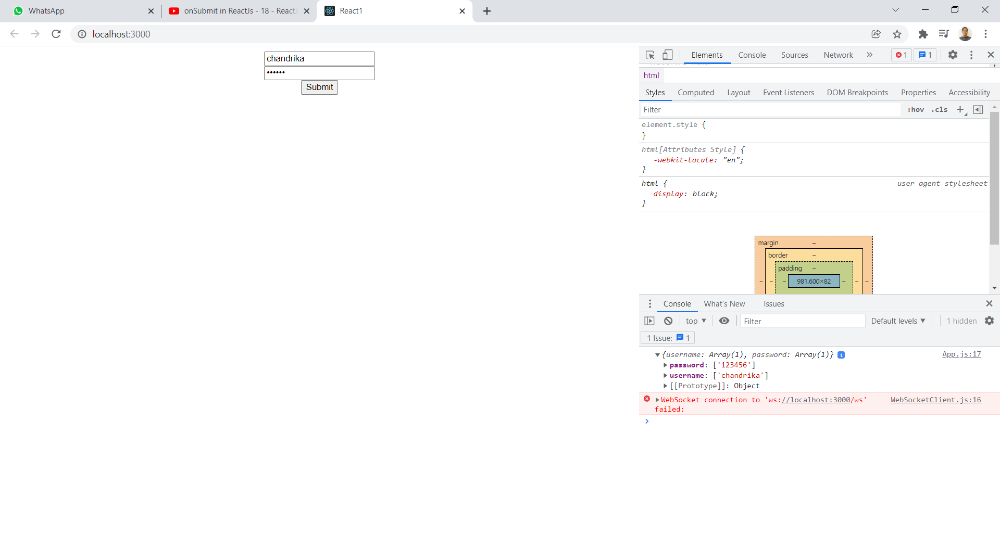 WhatsApp
onSubmit in ReactJs - 18 - React
React1
localhost:3000
chandrika
••••••
Submit
Elements Console Sources Network » 1 1
html
Styles Computed Layout Event Listeners DOM Breakpoints Properties Accessibility
Filter :hov .cls
element.style {
}
html[Attributes Style] {
-webkit-locale: "en";
}
html { user agent stylesheet
display: block;
}
margin –
border –
padding –
– – – 981.600×82 – – –
Console What's New Issues
top ▼ Filter Default levels ▼ 1 hidden
1 Issue: 1
▼{username: Array(1), password: Array(1)} i App.js:17
▶password: ['123456']
▶username: ['chandrika']
▶[[Prototype]]: Object
▶WebSocket connection to 'ws://localhost:3000/ws' WebSocketClient.js:16
failed: